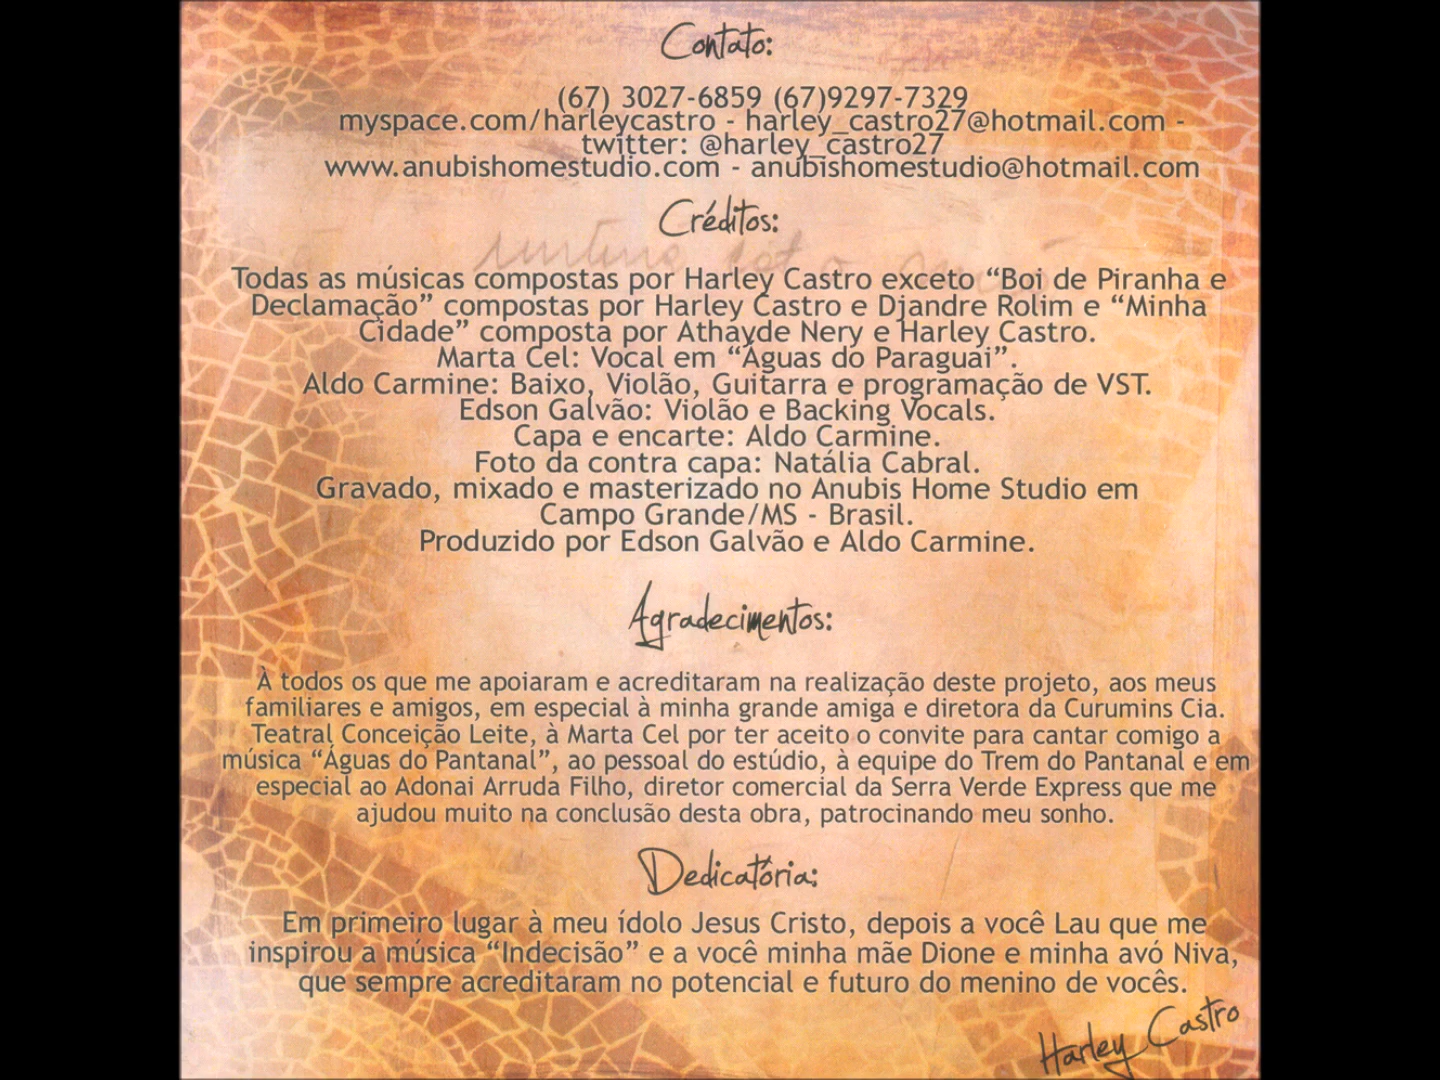 Contato:
(67) 3027-6859 (67)9297-7329
myspace.com/harleycastro - harley_castro27@hotmail.com -
twitter: @harley_castro27
www.anubishomestudio.com - anubishomestudio@hotmail.com
Créditos:
Todas as músicas compostas por Harley Castro exceto “Boi de Piranha e
Declamação” compostas por Harley Castro e Djandre Rolim e “Minha
Cidade” composta por Athayde Nery e Harley Castro.
Marta Cel: Vocal em “Águas do Paraguai”.
Aldo Carmine: Baixo, Violão, Guitarra e programação de VST.
Edson Galvão: Violão e Backing Vocals.
Capa e encarte: Aldo Carmine.
Foto da contra capa: Natália Cabral.
Gravado, mixado e masterizado no Anubis Home Studio em
Campo Grande/MS - Brasil.
Produzido por Edson Galvão e Aldo Carmine.
Agradecimentos:
À todos os que me apoiaram e acreditaram na realização deste projeto, aos meus
familiares e amigos, em especial à minha grande amiga e diretora da Curumins Cia.
Teatral Conceição Leite, à Marta Cel por ter aceito o convite para cantar comigo a
música “Águas do Pantanal”, ao pessoal do estúdio, à equipe do Trem do Pantanal e em
especial ao Adonai Arruda Filho, diretor comercial da Serra Verde Express que me
ajudou muito na conclusão desta obra, patrocinando meu sonho.
Dedicatória:
Em primeiro lugar à meu ídolo Jesus Cristo, depois a você Lau que me
inspirou a música “Indecisão” e a você minha mãe Dione e minha avó Niva,
que sempre acreditaram no potencial e futuro do menino de vocês.
Harley Castro